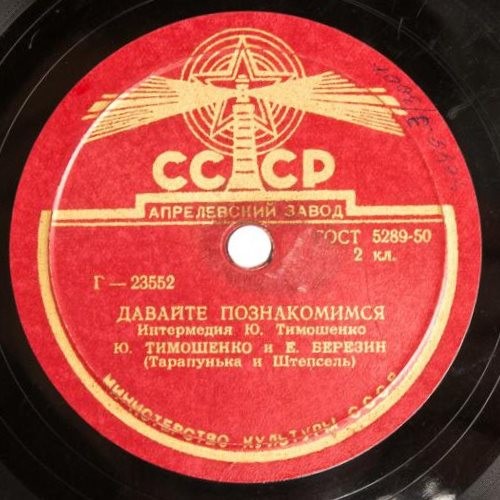 СССР
АПРЕЛЕВСКИЙ ЗАВОД
ГОСТ 5289-50
2 кл.
Г — 23552
ДАВАЙТЕ ПОЗНАКОМИМСЯ
Интермедия Ю. Тимошенко
Ю. ТИМОШЕНКО и Е. БЕРЕЗИН
(Тарапунька и Штепсель)
МИНИСТЕРСТВО КУЛЬТУРЫ СССР